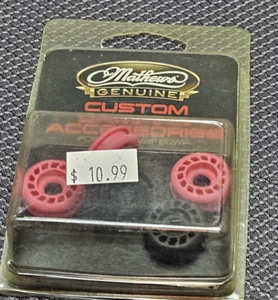 Mathews
GENUINE
CUSTOM
ACCESSORIES
$ 10.99